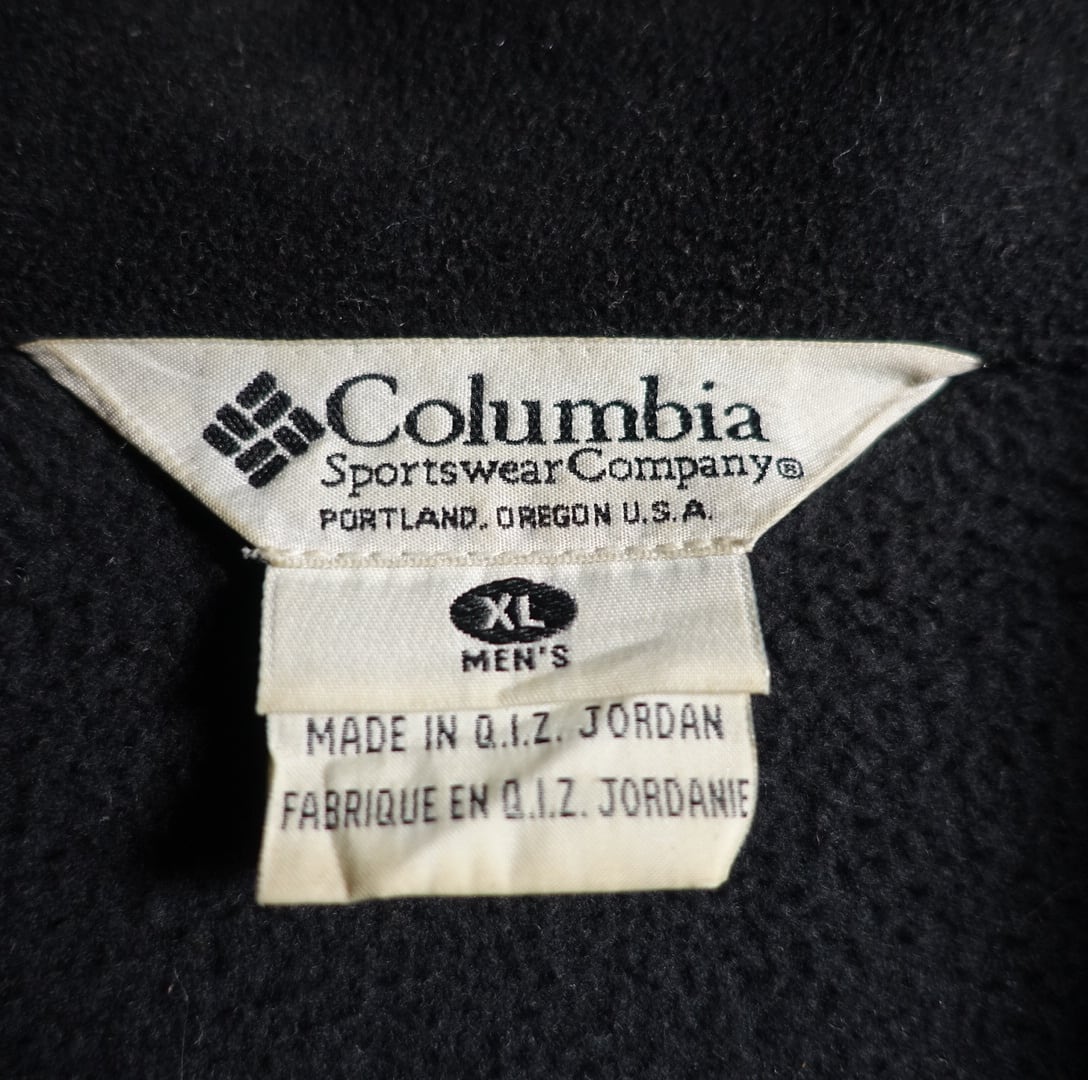 Columbia
Sportswear Company®
PORTLAND, OREGON U.S.A.
XL
MEN'S
MADE IN Q.I.Z. JORDAN
FABRIQUE EN Q.I.Z. JORDANIE